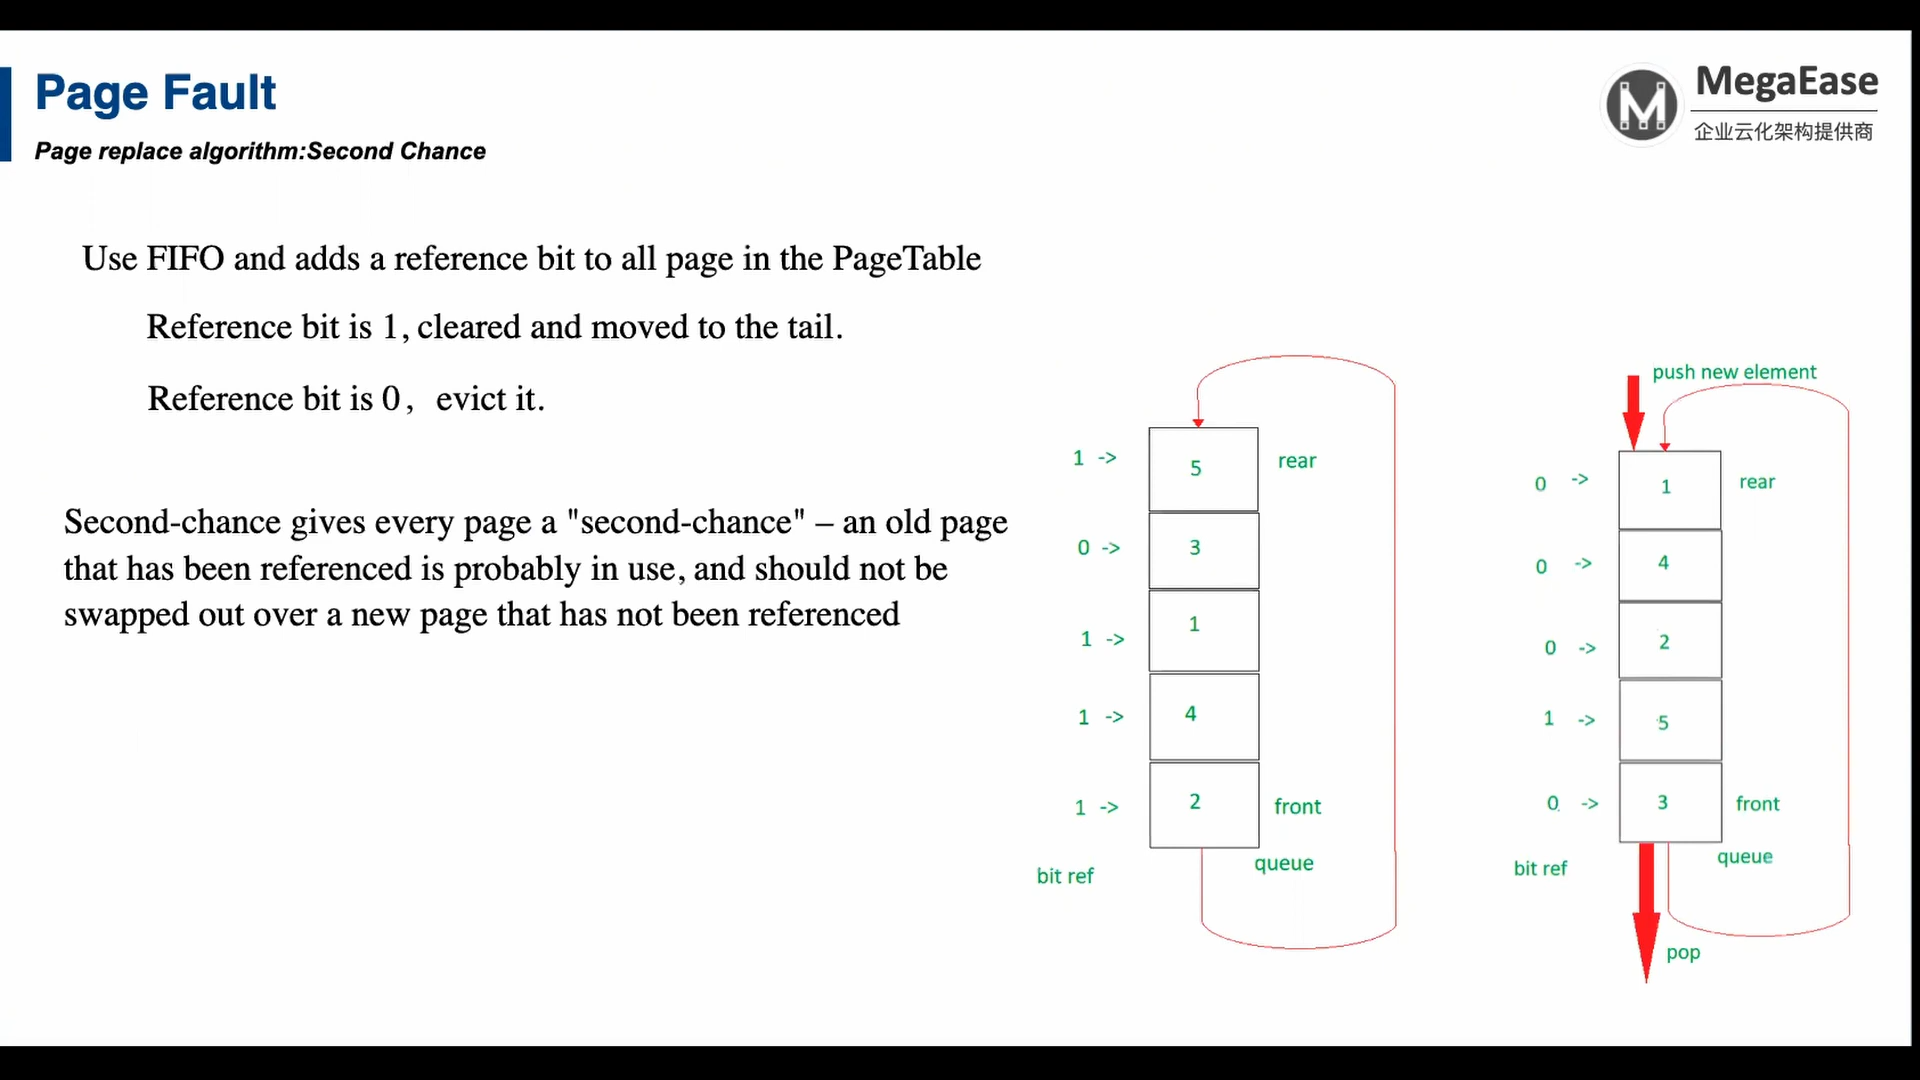 Page Fault
Page replace algorithm:Second Chance
MegaEase
企业云化架构提供商
Use FIFO and adds a reference bit to all page in the PageTable
Reference bit is 1, cleared and moved to the tail.
Reference bit is 0，evict it.
Second-chance gives every page a "second-chance" – an old page
that has been referenced is probably in use, and should not be
swapped out over a new page that has not been referenced
1 -> 5 rear
0 -> 3
1 -> 1
1 -> 4
1 -> 2 front
queue
bit ref
push new element
0 -> 1 rear
0 -> 4
0 -> 2
1 -> 5
0 -> 3 front
queue
bit ref
pop